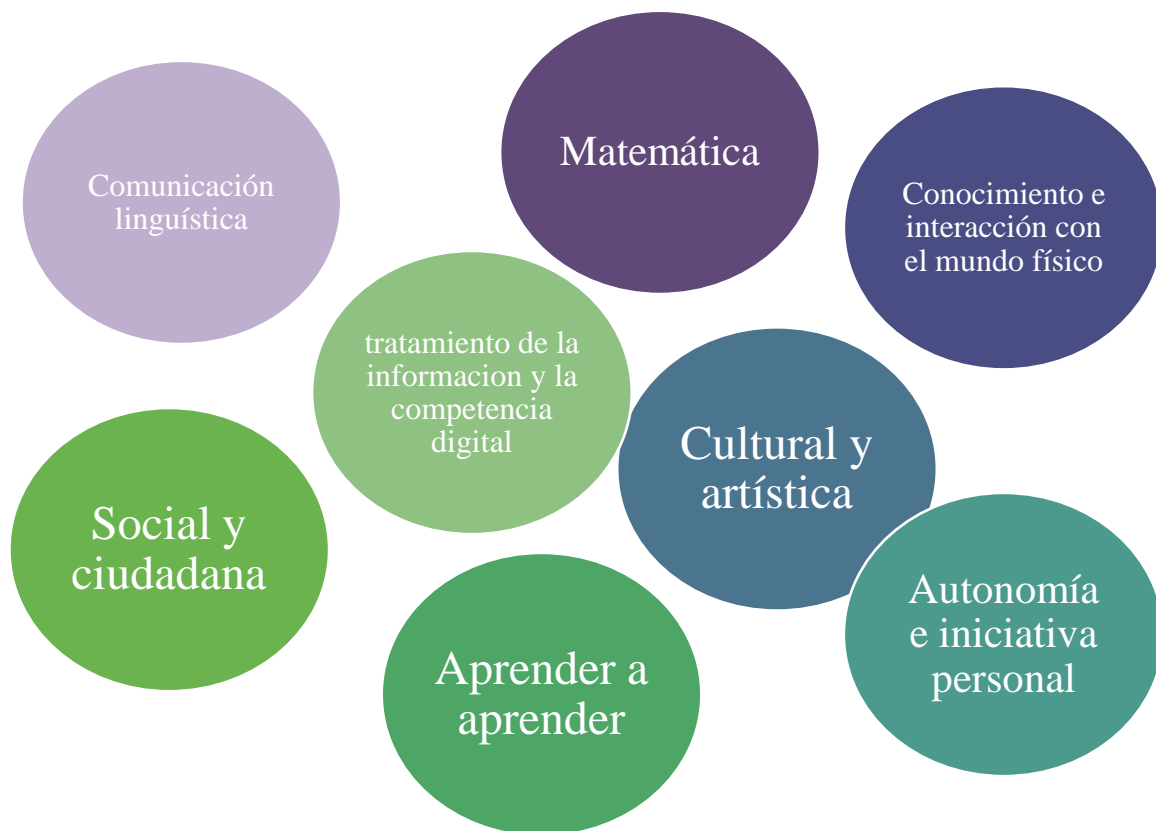 Matemática
Comunicación
linguística
Conocimiento e
interacción con
el mundo físico
tratamiento de la
informacion y la
competencia
digital
Cultural y
artística
Social y
ciudadana
Autonomía
e iniciativa
personal
Aprender a
aprender